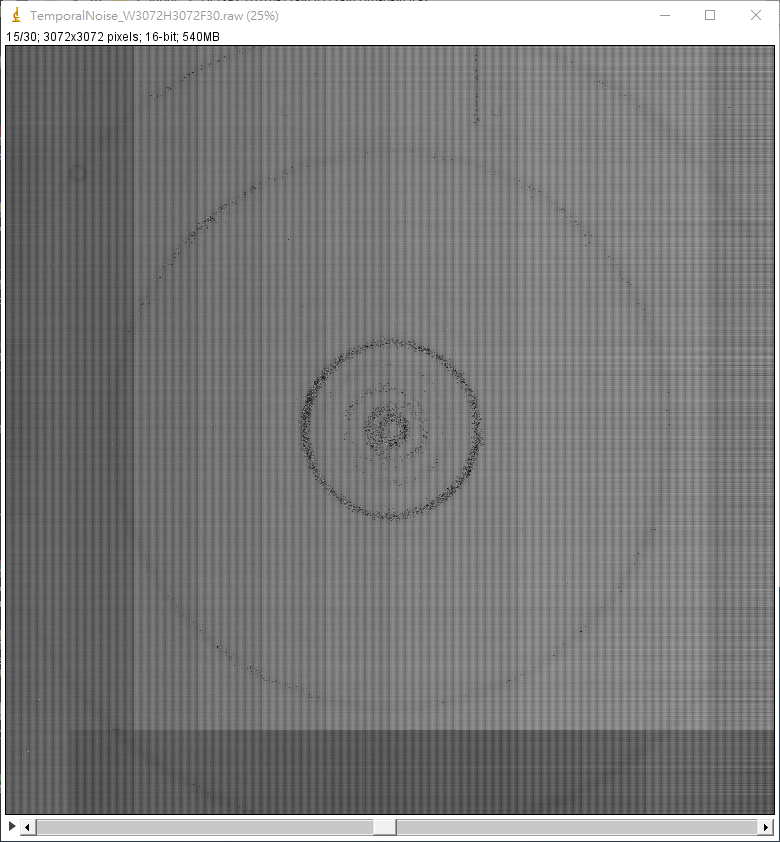 TemporalNoise_W3072H3072F30.raw (25%)
15/30; 3072x3072 pixels; 16-bit; 540MB